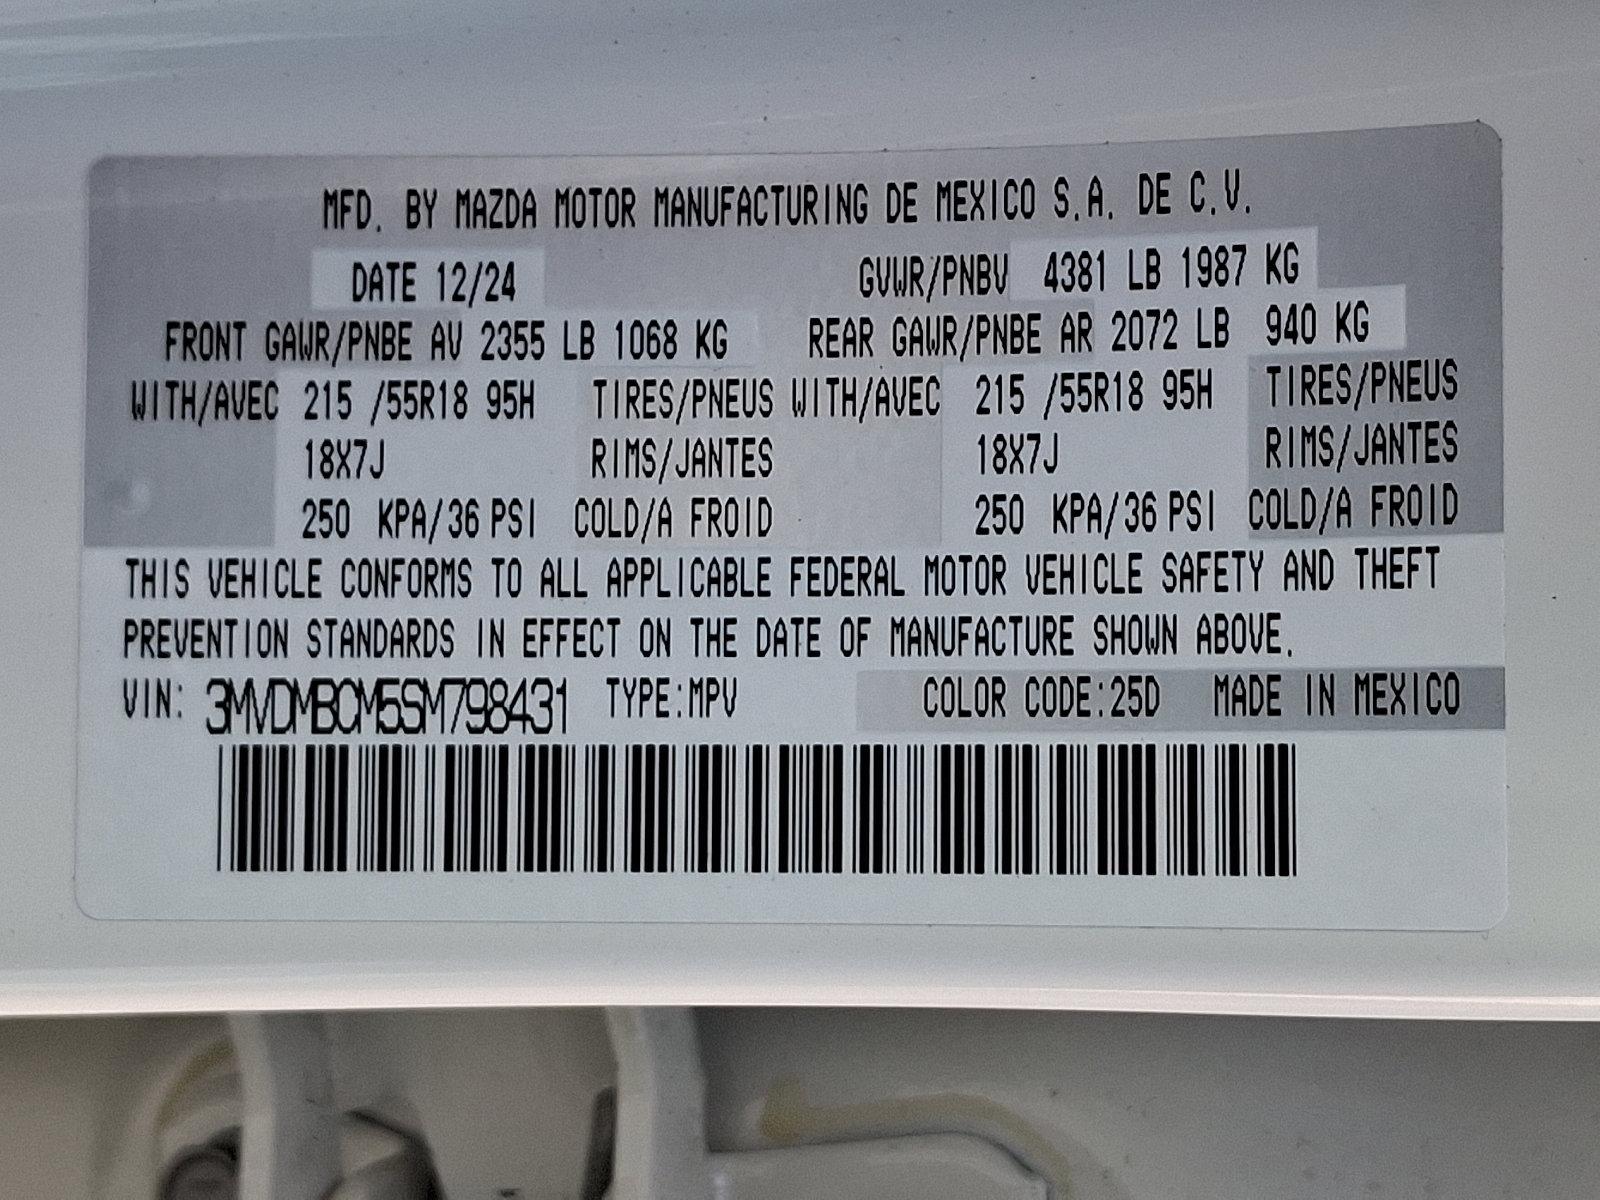 MFD. BY MAZDA MOTOR MANUFACTURING DE MEXICO S.A. DE C.V.
DATE 12/24 GVWR/PNBV 4381 LB 1987 KG
FRONT GAWR/PNBE AV 2355 LB 1068 KG REAR GAWR/PNBE AR 2072 LB 940 KG
WITH/AVEC 215 /55R18 95H TIRES/PNEUS WITH/AVEC 215 /55R18 95H TIRES/PNEUS
18X7J RIMS/JANTES 18X7J RIMS/JANTES
250 KPA/36 PSI COLD/A FROID 250 KPA/36 PSI COLD/A FROID
THIS VEHICLE CONFORMS TO ALL APPLICABLE FEDERAL MOTOR VEHICLE SAFETY AND THEFT
PREVENTION STANDARDS IN EFFECT ON THE DATE OF MANUFACTURE SHOWN ABOVE.
VIN: 3MVDMBCM5SM798431 TYPE:MPV COLOR CODE:25D MADE IN MEXICO